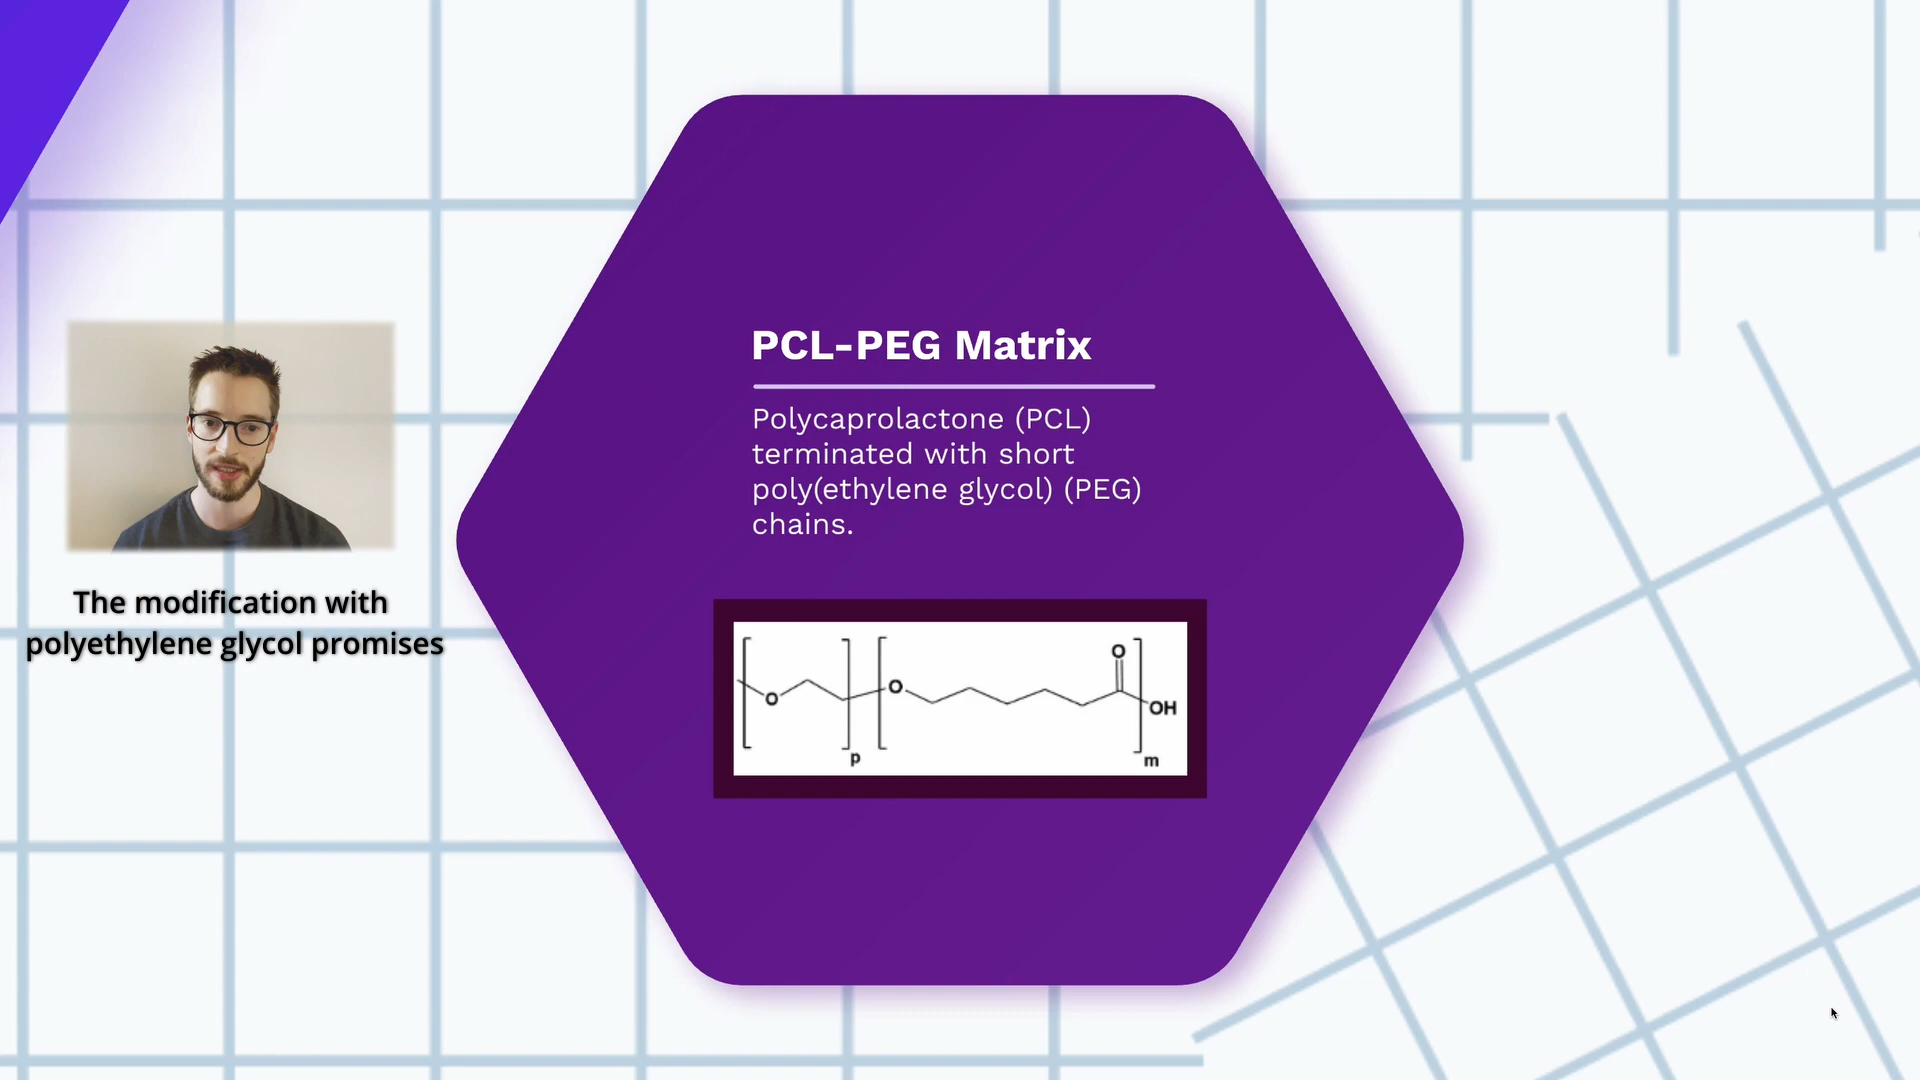 PCL-PEG Matrix
Polycaprolactone (PCL)
terminated with short
poly(ethylene glycol) (PEG)
chains.
The modification with
polyethylene glycol promises
O
p
O
O
OH
m